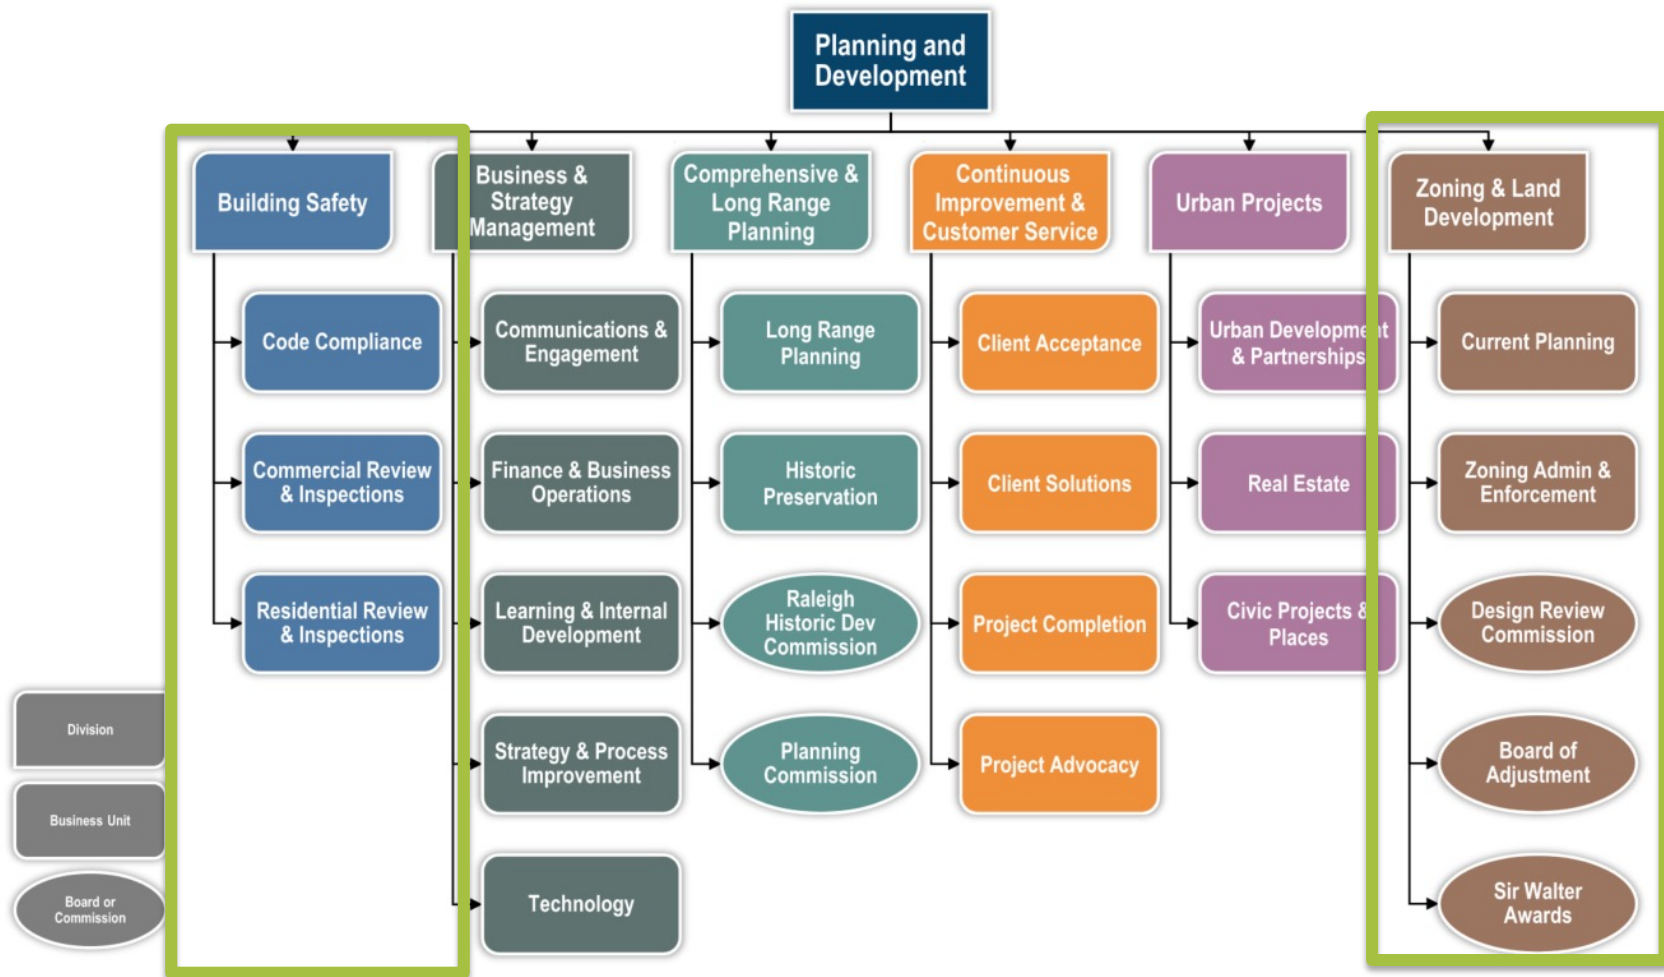 Planning and
Development
Building Safety
Code Compliance
Commercial Review
& Inspections
Residential Review
& Inspections
Business &
Strategy
Management
Communications &
Engagement
Finance & Business
Operations
Learning & Internal
Development
Strategy & Process
Improvement
Technology
Comprehensive &
Long Range
Planning
Long Range
Planning
Historic
Preservation
Raleigh
Historic Dev
Commission
Planning
Commission
Continuous
Improvement &
Customer Service
Client Acceptance
Client Solutions
Project Completion
Project Advocacy
Urban Projects
Urban Development
& Partnerships
Real Estate
Civic Projects &
Places
Zoning & Land
Development
Current Planning
Zoning Admin &
Enforcement
Design Review
Commission
Board of
Adjustment
Sir Walter
Awards
Division
Business Unit
Board or
Commission